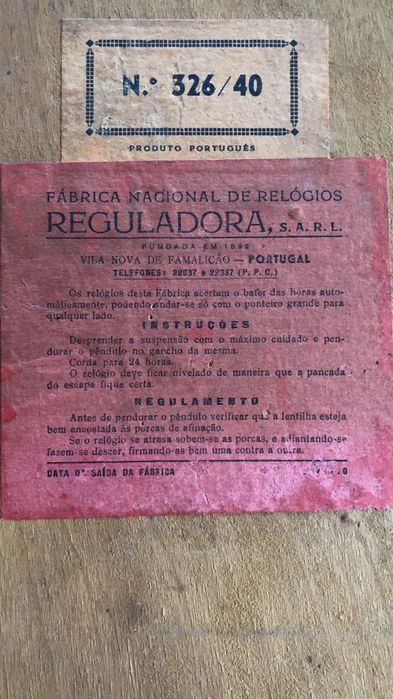 N.º 326/40
PRODUTO PORTUGUÊS
FÁBRICA NACIONAL DE RELÓGIOS
REGULADORA, S.A.R.L.
FUNDADA EM 1892
VILA NOVA DE FAMALICÃO — PORTUGAL
TELEFONES: 22037 e 22337 (P.P.C.)
Os relógios desta Fábrica acertam o bater das horas auto-
màticamente, podendo andar-se só com o ponteiro grande para
qualquer lado.
INSTRUÇÕES
Desprender a suspensão com o máximo cuidado e pen-
durar o pêndulo no gancho da mesma.
Corda para 24 horas.
O relógio deve ficar nivelado de maneira que a pancada
do escape fique certa.
REGULAMENTO
Antes de pendurar o pêndulo verificar que a lentilha esteja
bem encostada às porcas de afinação.
Se o relógio se atrasa sobem-se as porcas, e adiantando-se
fazem-se descer, firmando-as bem uma contra a outra.
DATA DA SAÍDA DA FÁBRICA